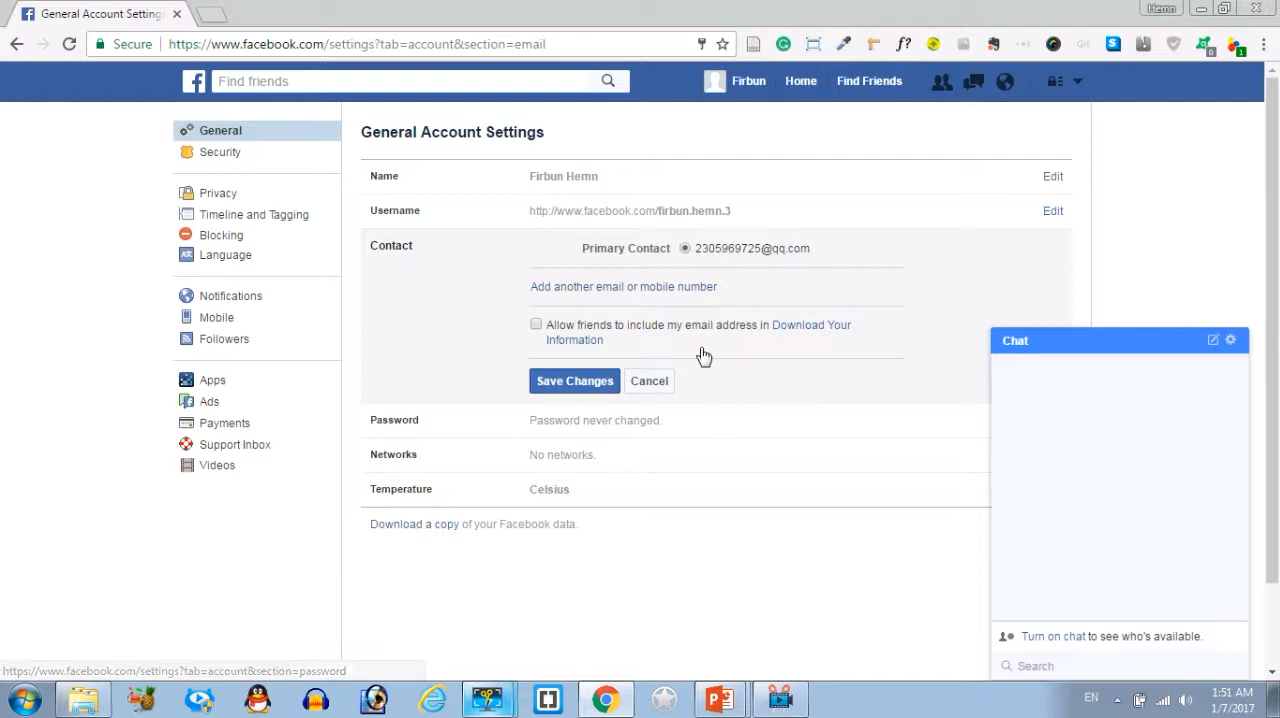 General Account Settings
Hemn
Secure
https://www.facebook.com/settings?tab=account&section=email
Find friends
Firbun
Home
Find Friends
General
Security
Privacy
Timeline and Tagging
Blocking
Language
Notifications
Mobile
Followers
Apps
Ads
Payments
Support Inbox
Videos
General Account Settings
Name Firbun Hemn Edit
Username http://www.facebook.com/firbun.hemn.3 Edit
Contact Primary Contact 2305969725@qq.com
Add another email or mobile number
Allow friends to include my email address in Download Your
Information
Save Changes Cancel
Password Password never changed.
Networks No networks.
Temperature Celsius
Download a copy of your Facebook data.
Chat
Turn on chat to see who's available.
Search
https://www.facebook.com/settings?tab=account&section=password
EN
1:51 AM
1/7/2017